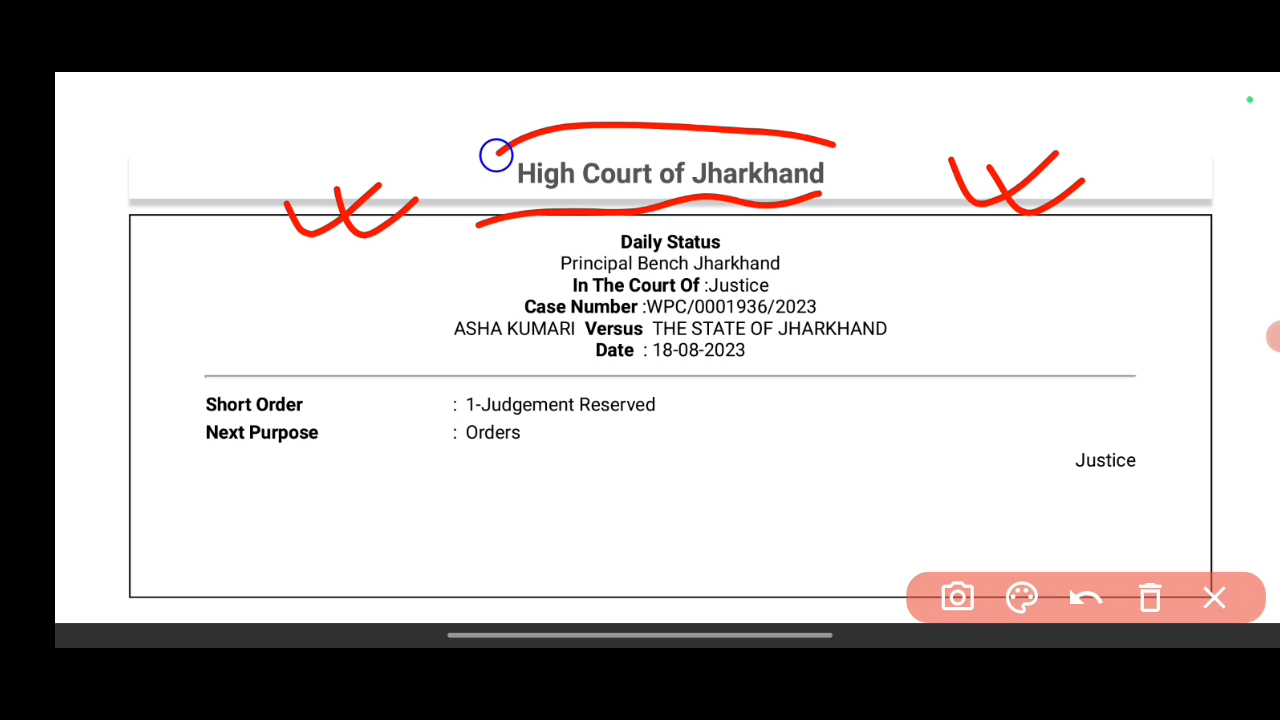 High Court of Jharkhand
Daily Status
Principal Bench Jharkhand
In The Court Of :Justice
Case Number :WPC/0001936/2023
ASHA KUMARI Versus THE STATE OF JHARKHAND
Date : 18-08-2023
Short Order : 1-Judgement Reserved
Next Purpose : Orders
Justice